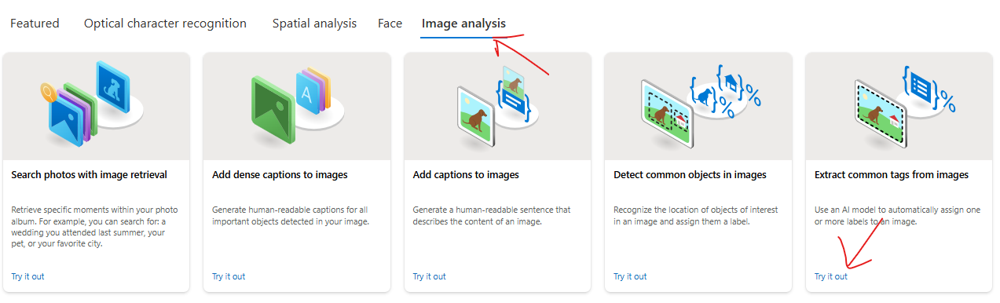 Featured Optical character recognition Spatial analysis Face Image analysis
A
{ } { }
{ } % { } %
{ } %
Search photos with image retrieval
Retrieve specific moments within your photo
album. For example, you can search for: a
wedding you attended last summer, your
pet, or your favorite city.
Try it out
Add dense captions to images
Generate human-readable captions for all
important objects detected in your image.
Try it out
Add captions to images
Generate a human-readable sentence that
describes the content of an image.
Try it out
Detect common objects in images
Recognize the location of objects of interest
in an image and assign them a label.
Try it out
Extract common tags from images
Use an AI model to automatically assign one
or more labels to an image.
Try it out